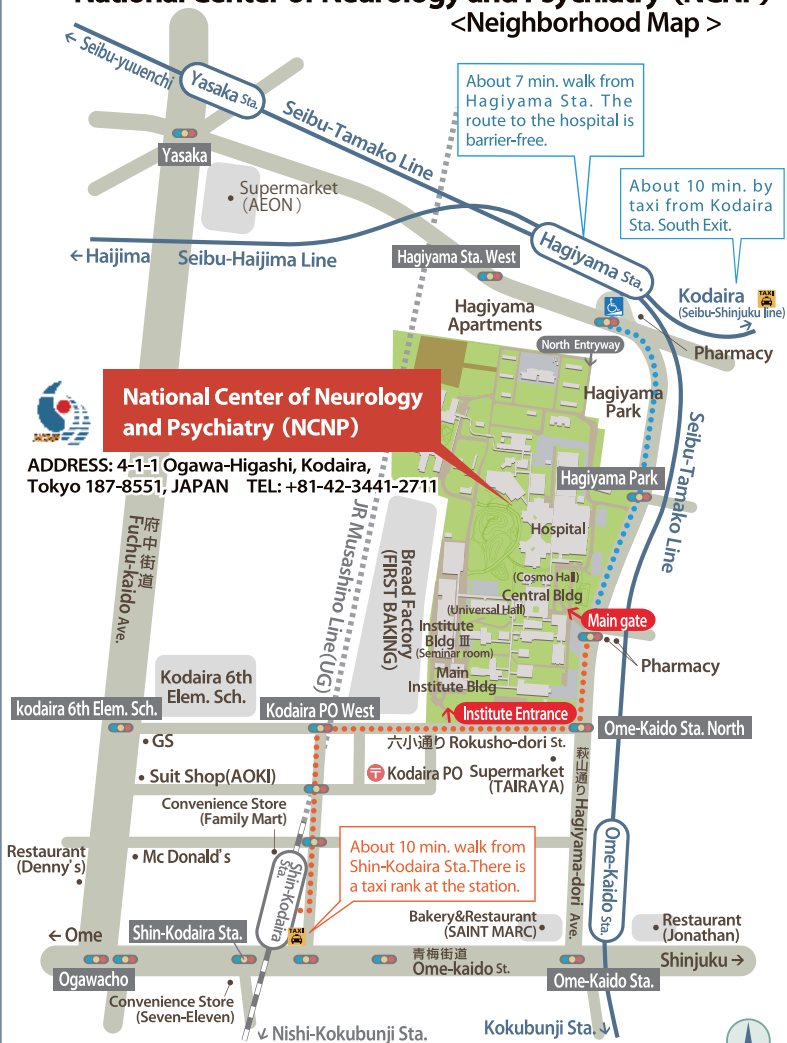 National Center of Neurology and Psychiatry (NCNP)
<Neighborhood Map >
← Seibu-yuuenchi
Yasaka Sta.
Seibu-Tamako Line
About 7 min. walk from
Hagiyama Sta. The
route to the hospital is
barrier-free.
Yasaka
Supermarket
(AEON)
About 10 min. by
taxi from Kodaira
Sta. South Exit.
← Haijima
Seibu-Haijima Line
Hagiyama Sta. West
Hagiyama Sta.
TAXI
Kodaira
(Seibu-Shinjuku line)
Hagiyama
Apartments
North Entryway
Pharmacy
Hagiyama
Park
National Center of Neurology
and Psychiatry (NCNP)
ADDRESS: 4-1-1 Ogawa-Higashi, Kodaira,
Tokyo 187-8551, JAPAN TEL: +81-42-3441-2711
Seibu-Tamako Line
Hagiyama Park
府中街道
Fuchu-kaido Ave.
JR Musashino Line(UG)
Bread Factory
(FIRST BAKING)
Hospital
(Cosmo Hall)
Central Bldg
(Universal Hall)
Main gate
Institute
Bldg Ⅲ
(Seminar room)
Pharmacy
Main
Institute Bldg
Kodaira 6th
Elem. Sch.
kodaira 6th Elem. Sch.
Kodaira PO West
Institute Entrance
Ome-Kaido Sta. North
• GS
六小通り Rokusho-dori St.
• Suit Shop(AOKI)
〒 Kodaira PO
Supermarket
(TAIRAYA)
萩山通り Hagiyama-dori Ave.
Convenience Store
(Family Mart)
Restaurant
(Denny's)
• Mc Donald's
Shin-Kodaira Sta.
About 10 min. walk from
Shin-Kodaira Sta.There is
a taxi rank at the station.
Ome-Kaido Sta.
TAXI
Bakery&Restaurant
(SAINT MARC)
Restaurant
(Jonathan)
← Ome
Shin-Kodaira Sta.
青梅街道
Ome-kaido St.
Shinjuku →
Ogawacho
Ome-Kaido Sta.
Convenience Store
(Seven-Eleven)
↙ Nishi-Kokubunji Sta.
Kokubunji Sta. ↓